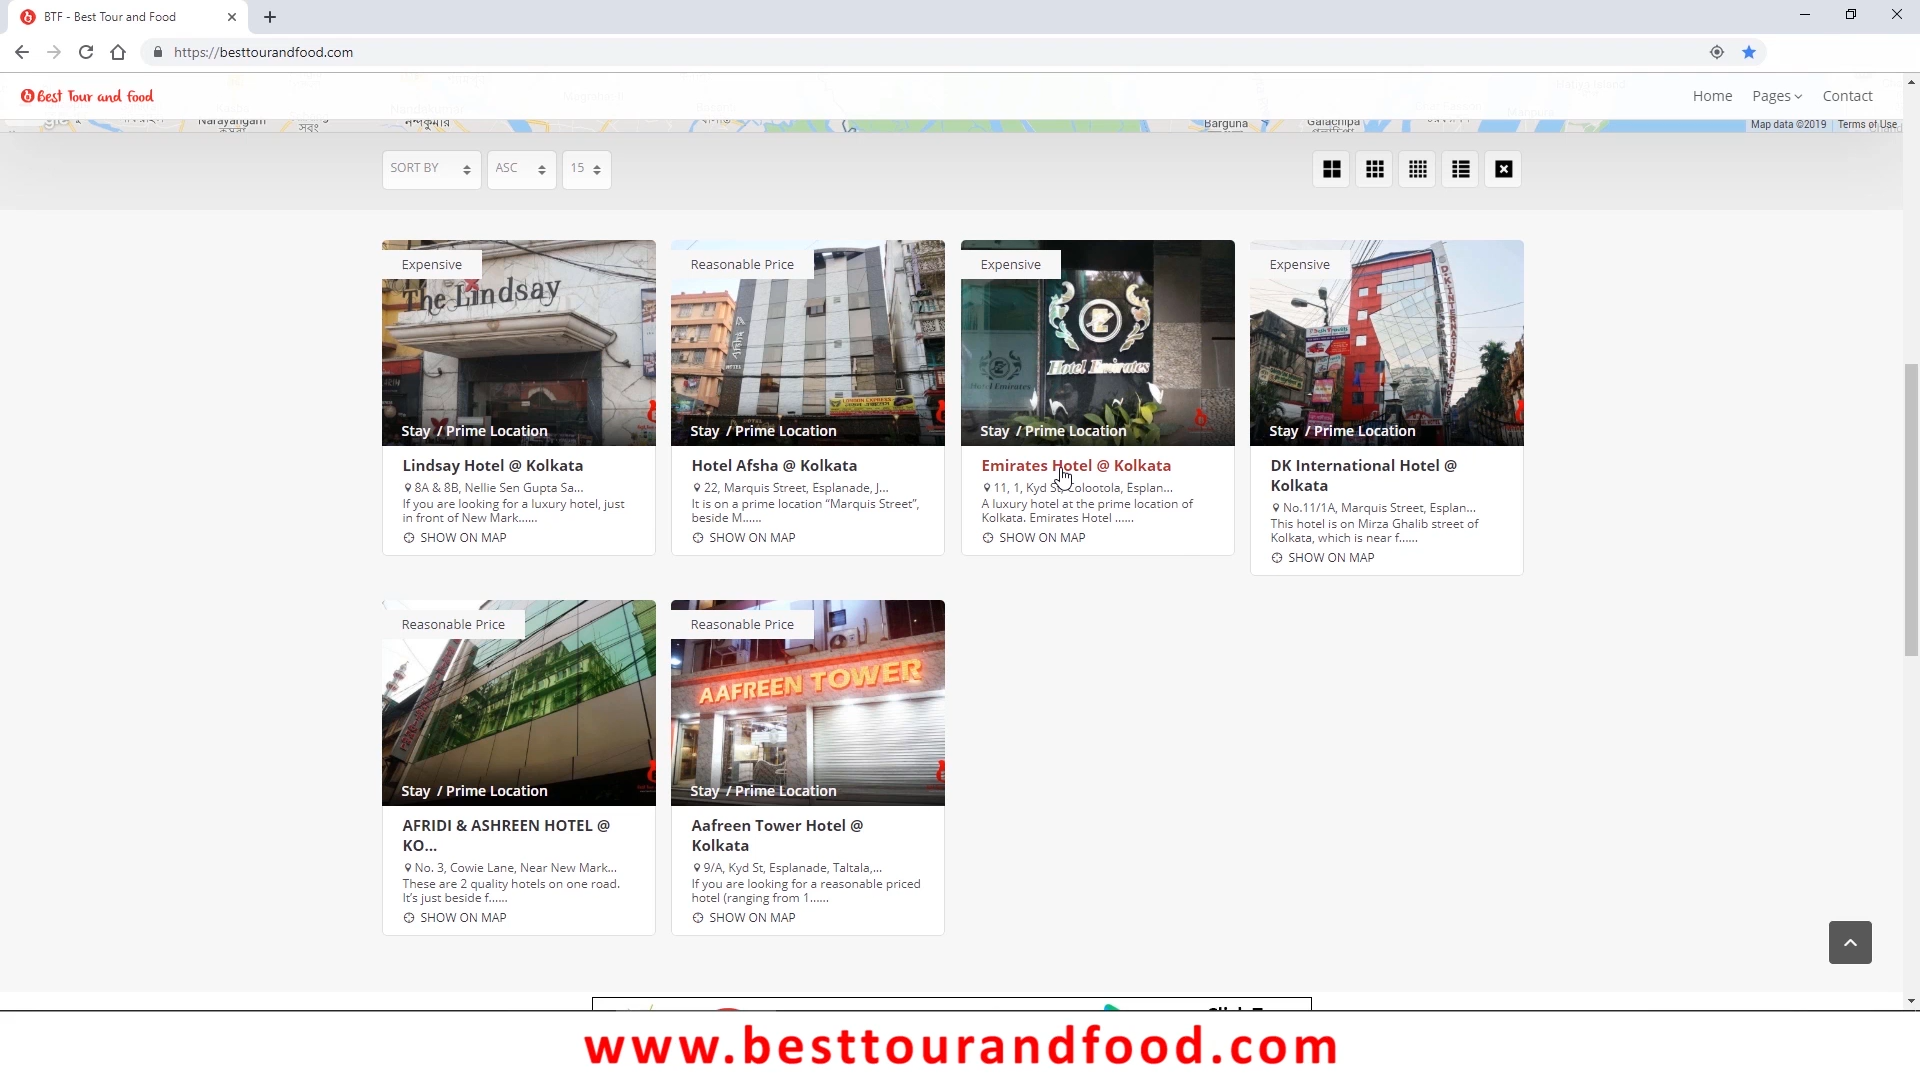 BTF - Best Tour and Food
https://besttourandfood.com
Best Tour and food
Home Pages Contact
Narayangarh
নন্দকুমার
Barguna
Galachipa
Map data ©2019 Terms of Use
SORT BY ASC 15
Expensive
The Lindsay
Stay / Prime Location
Lindsay Hotel @ Kolkata
8A & 8B, Nellie Sen Gupta Sa...
If you are looking for a luxury hotel, just
in front of New Mark......
SHOW ON MAP
Reasonable Price
Stay / Prime Location
Hotel Afsha @ Kolkata
22, Marquis Street, Esplanade, J...
It is on a prime location “Marquis Street”,
beside M......
SHOW ON MAP
Expensive
Hotel Emirates
Stay / Prime Location
Emirates Hotel @ Kolkata
11, 1, Kyd St, Colootola, Esplan...
A luxury hotel at the prime location of
Kolkata. Emirates Hotel ......
SHOW ON MAP
Expensive
Stay / Prime Location
DK International Hotel @
Kolkata
No.11/1A, Marquis Street, Esplan...
This hotel is on Mirza Ghalib street of
Kolkata, which is near f......
SHOW ON MAP
Reasonable Price
Stay / Prime Location
AFRIDI & ASHREEN HOTEL @
KO...
No. 3, Cowie Lane, Near New Mark...
These are 2 quality hotels on one road.
It’s just beside f......
SHOW ON MAP
Reasonable Price
AAFREEN TOWER
Stay / Prime Location
Aafreen Tower Hotel @
Kolkata
9/A, Kyd St, Esplanade, Taltala,...
If you are looking for a reasonable priced
hotel (ranging from 1......
SHOW ON MAP
www.besttourandfood.com